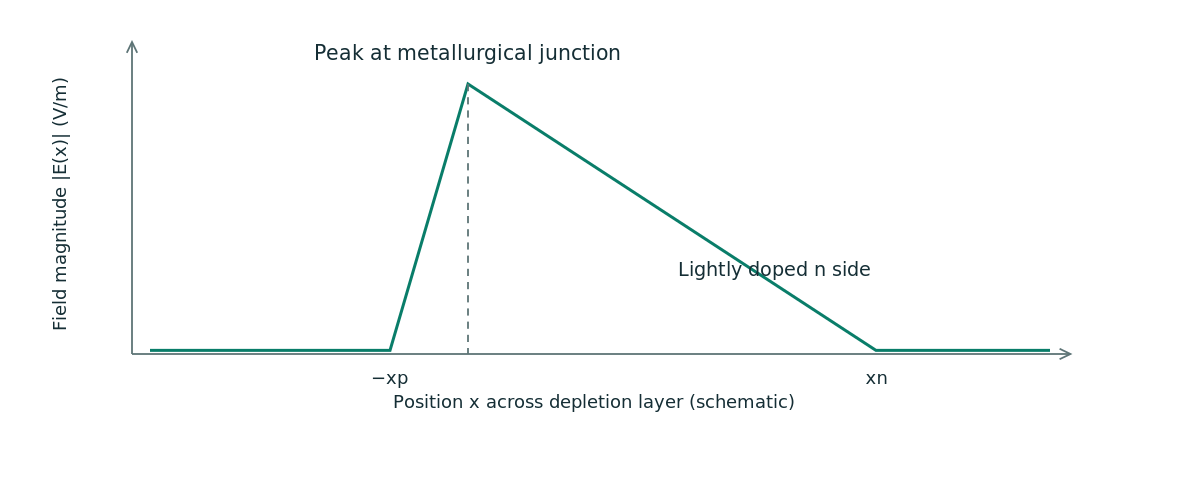 Peak at metallurgical junction
Field magnitude |E(x)| (V/m)
Lightly doped n side
−xp
xn
Position x across depletion layer (schematic)